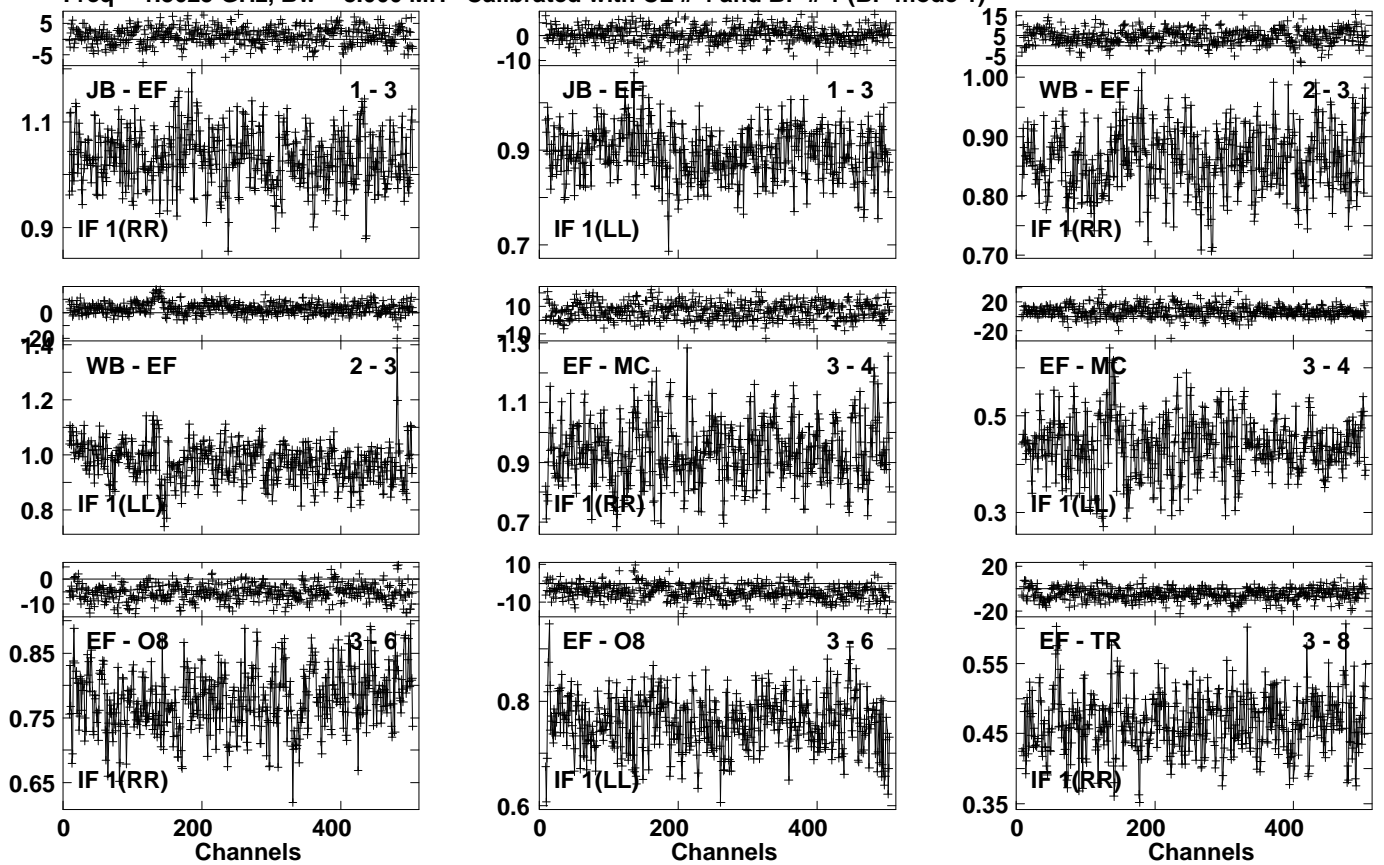 5
-5
JB - EF 1 - 3
1.1
0.9
IF 1(RR)
0
-10
JB - EF 1 - 3
0.9
0.7
IF 1(LL)
15
5
-5
1.00
WB - EF 2 - 3
0.90
0.80
0.70
IF 1(RR)
0
-20
1.4
WB - EF 2 - 3
1.2
1.0
0.8
IF 1(LL)
10
-10
1.3
EF - MC 3 - 4
1.1
0.9
0.7
IF 1(RR)
20
-20
EF - MC 3 - 4
0.5
0.3
IF 1(LL)
0
-10
EF - O8 3 - 6
0.85
0.75
0.65
IF 1(RR)
0 200 400
Channels
10
-10
EF - O8 3 - 6
0.8
0.6
IF 1(LL)
0 200 400
Channels
20
-20
EF - TR 3 - 8
0.55
0.45
0.35
IF 1(RR)
0 200 400
Channels